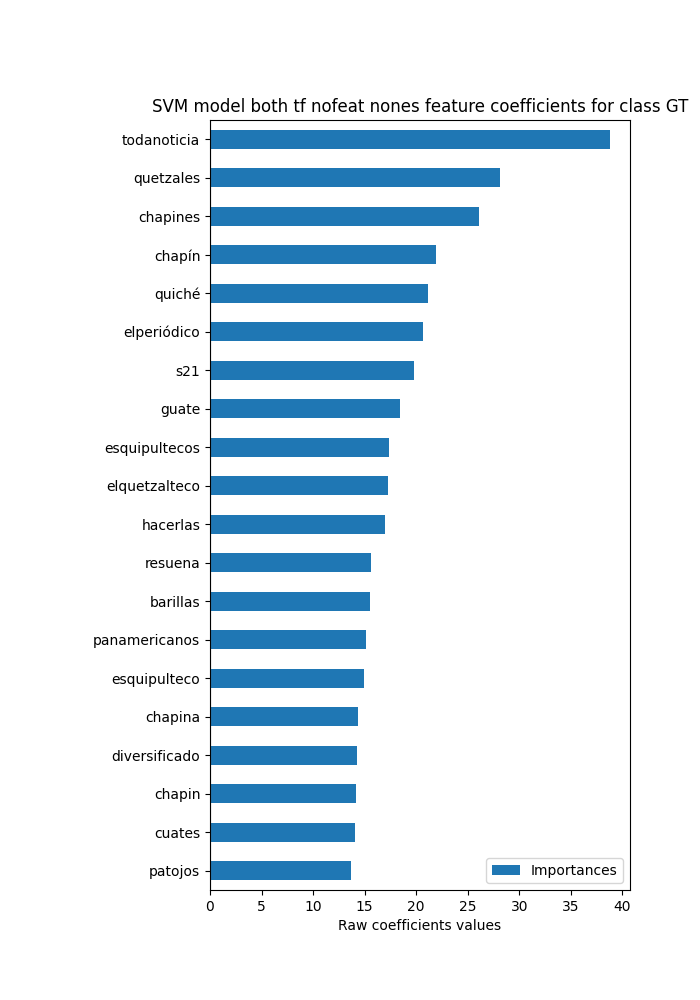 SVM model both tf nofeat nones feature coefficients for class GT
todanoticia
quetzales
chapines
chapín
quiché
elperiódico
s21
guate
esquipultecos
elquetzalteco
hacerlas
resuena
barillas
panamericanos
esquipulteco
chapina
diversificado
chapin
cuates
patojos
Importances
0 5 10 15 20 25 30 35 40
Raw coefficients values